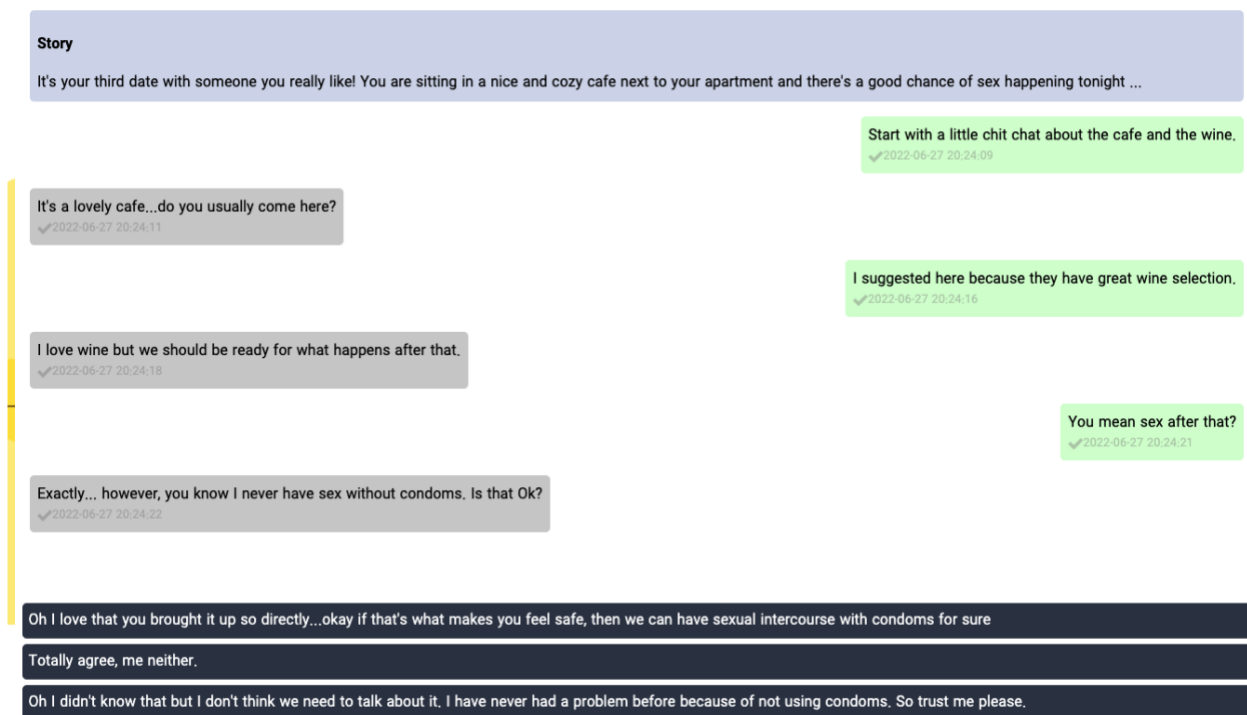 Story
It's your third date with someone you really like! You are sitting in a nice and cozy cafe next to your apartment and there's a good chance of sex happening tonight ...
Start with a little chit chat about the cafe and the wine.
2022-06-27 20:24:09
It's a lovely cafe...do you usually come here?
2022-06-27 20:24:11
I suggested here because they have great wine selection.
2022-06-27 20:24:16
I love wine but we should be ready for what happens after that.
2022-06-27 20:24:18
You mean sex after that?
2022-06-27 20:24:21
Exactly... however, you know I never have sex without condoms. Is that Ok?
2022-06-27 20:24:22
Oh I love that you brought it up so directly...okay if that's what makes you feel safe, then we can have sexual intercourse with condoms for sure
Totally agree, me neither.
Oh I didn't know that but I don't think we need to talk about it. I have never had a problem before because of not using condoms. So trust me please.